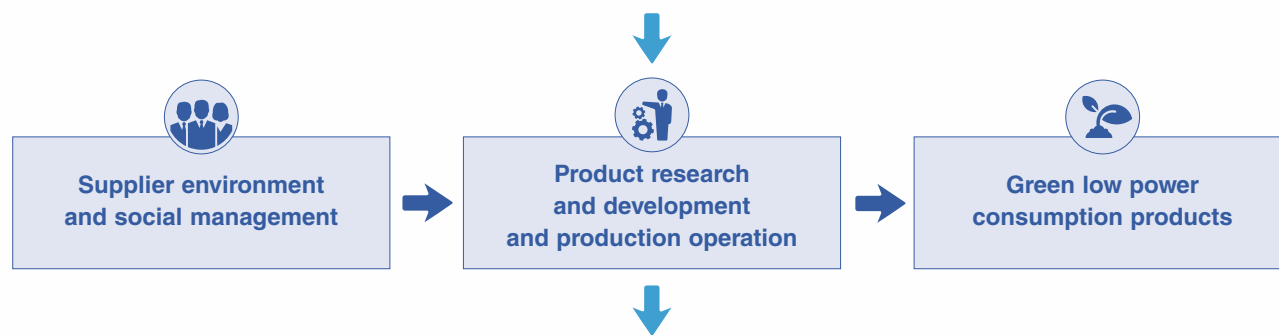 Supplier environment
and social management
Product research
and development
and production operation
Green low power
consumption products